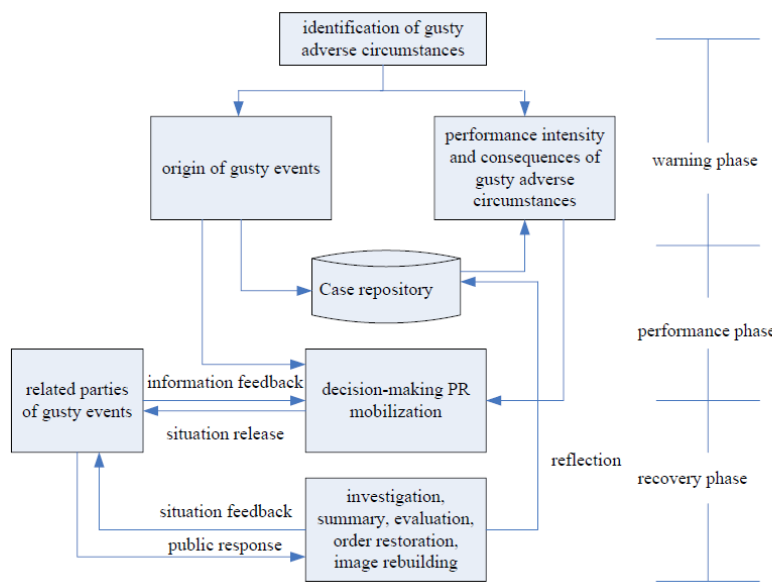 identification of gusty
adverse circumstances
origin of gusty events
performance intensity
and consequences of
gusty adverse
circumstances
warning phase
Case repository
performance phase
related parties
of gusty events
information feedback
situation release
decision-making PR
mobilization
reflection
recovery phase
situation feedback
public response
investigation,
summary, evaluation,
order restoration,
image rebuilding